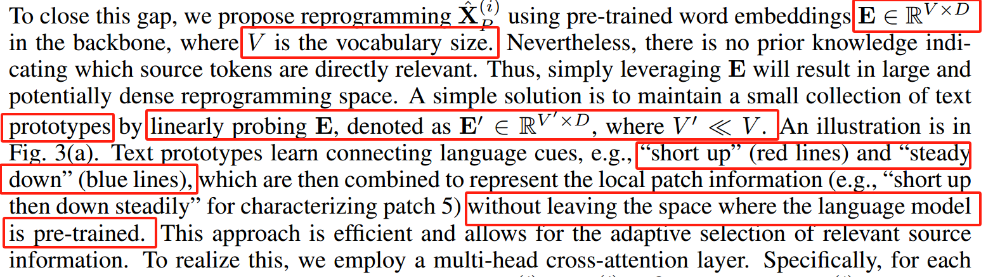 To close this gap, we propose reprogramming X̂_P^(i) using pre-trained word embeddings E ∈ ℝ^{V×D}
in the backbone, where V is the vocabulary size. Nevertheless, there is no prior knowledge indi-
cating which source tokens are directly relevant. Thus, simply leveraging E will result in large and
potentially dense reprogramming space. A simple solution is to maintain a small collection of text
prototypes by linearly probing E, denoted as E′ ∈ ℝ^{V′×D}, where V′ ≪ V. An illustration is in
Fig. 3(a). Text prototypes learn connecting language cues, e.g., “short up” (red lines) and “steady
down” (blue lines), which are then combined to represent the local patch information (e.g., “short up
then down steadily” for characterizing patch 5) without leaving the space where the language model
is pre-trained. This approach is efficient and allows for the adaptive selection of relevant source
information. To realize this, we employ a multi-head cross-attention layer. Specifically, for each